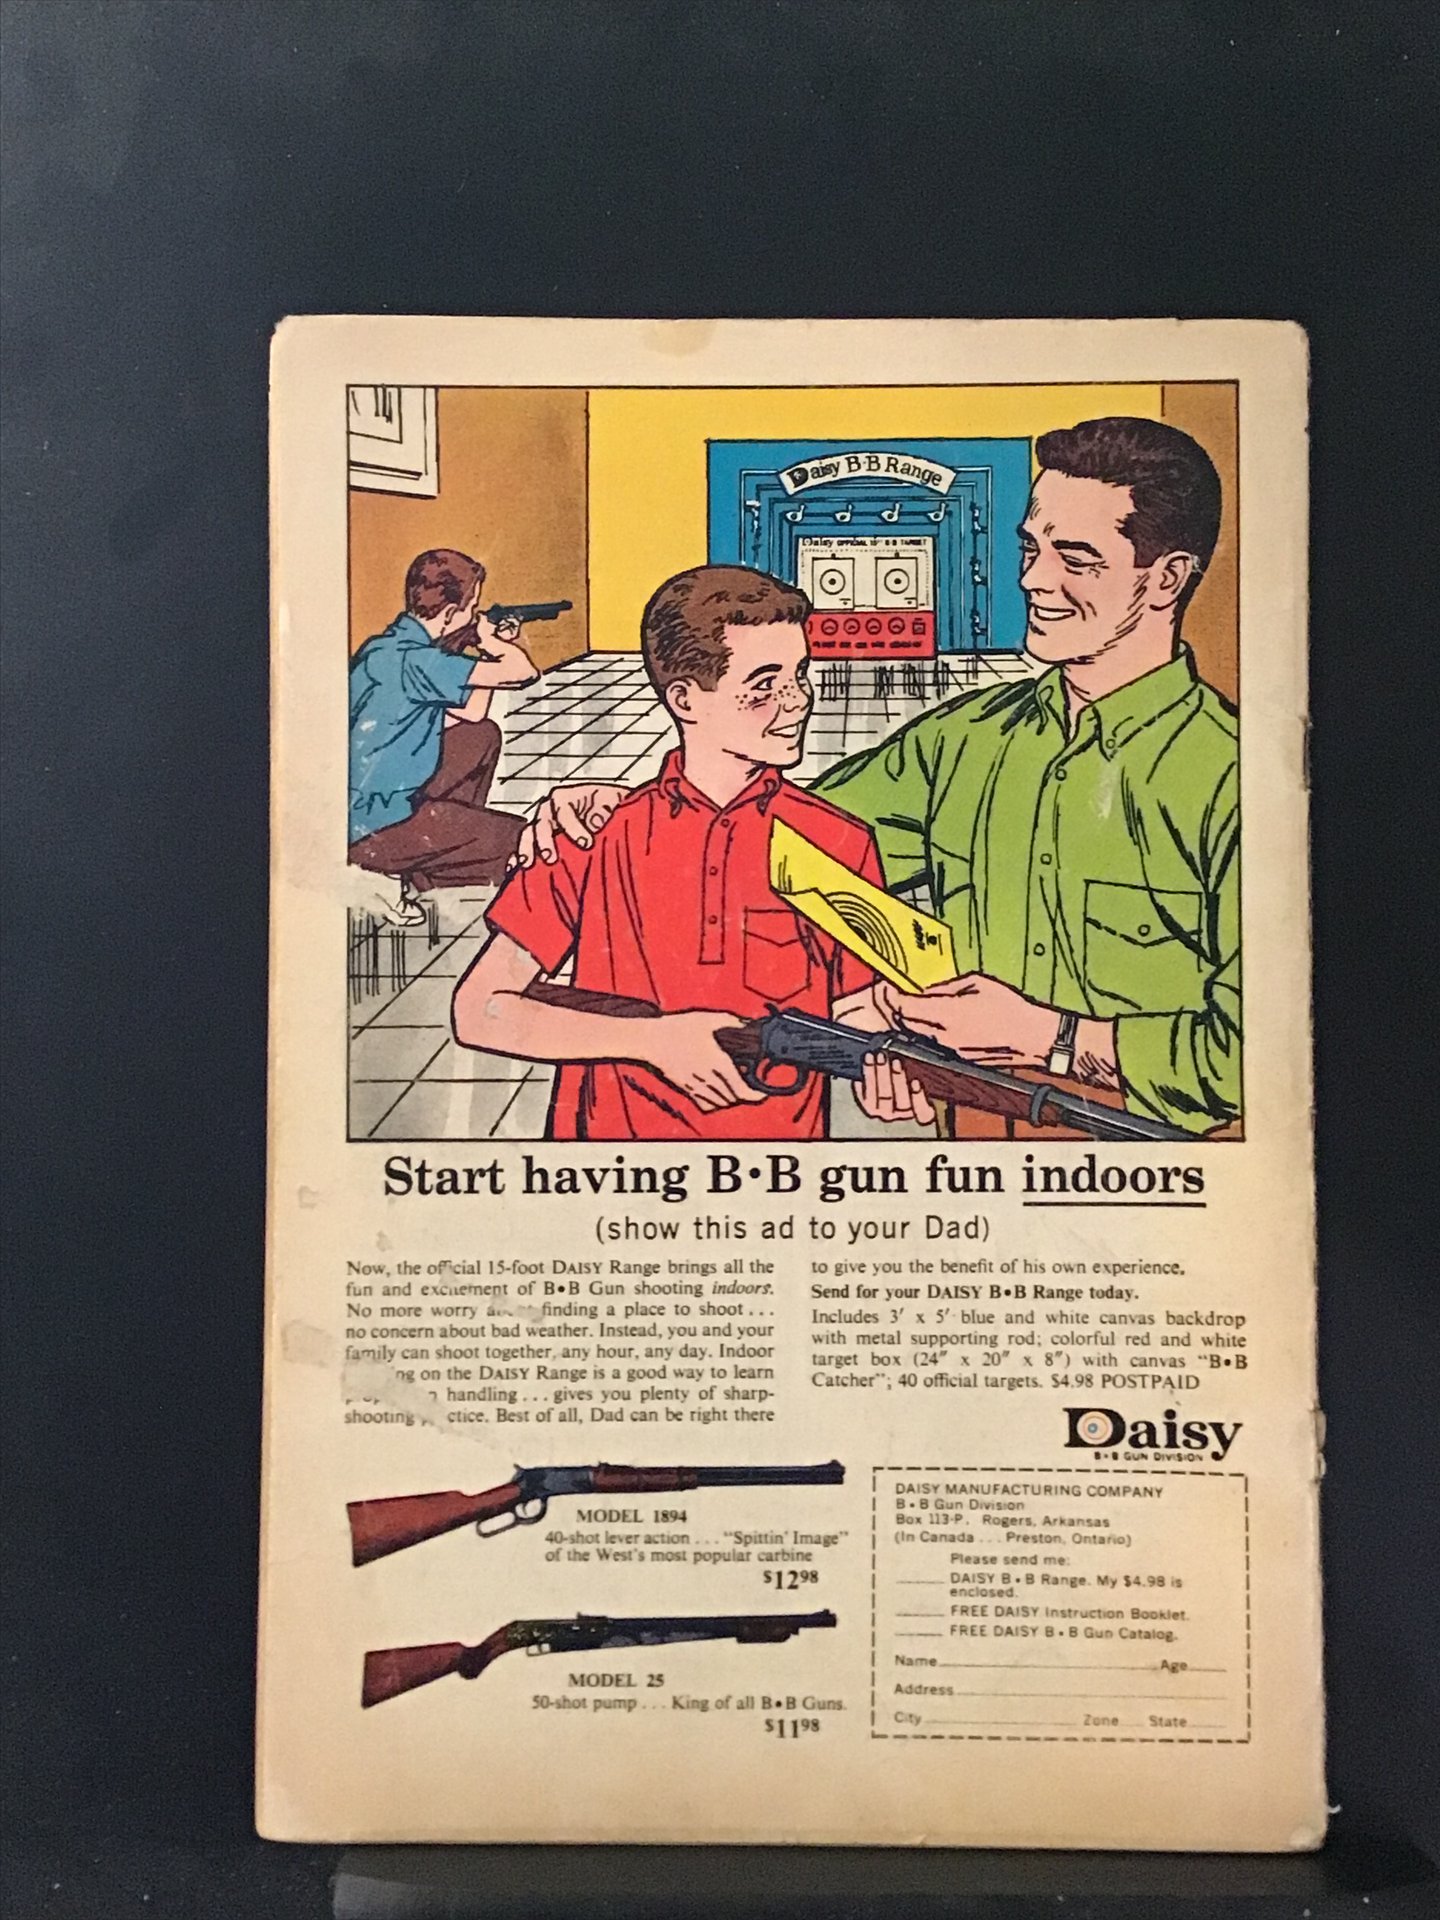 Daisy B·B Range
Daisy OFFICIAL 15' B·B TARGET
Start having B•B gun fun indoors
(show this ad to your Dad)
Now, the official 15-foot DAISY Range brings all the
fun and excitement of B•B Gun shooting indoors.
No more worry finding a place to shoot . . .
no concern about bad weather. Instead, you and your
family can shoot together, any hour, any day. Indoor
ng on the DAISY Range is a good way to learn
handling . . . gives you plenty of sharp-
shooting ctice. Best of all, Dad can be right there
to give you the benefit of his own experience.
Send for your DAISY B•B Range today.
Includes 3′ x 5′ blue and white canvas backdrop
with metal supporting rod; colorful red and white
target box (24″ x 20″ x 8″) with canvas "B•B
Catcher"; 40 official targets. $4.98 POSTPAID
Daisy
B•B GUN DIVISION
MODEL 1894
40-shot lever action . . . "Spittin' Image"
of the West's most popular carbine
$12.98
MODEL 25
50-shot pump . . . King of all B•B Guns.
$11.98
DAISY MANUFACTURING COMPANY
B•B Gun Division
Box 113-P, Rogers, Arkansas
(In Canada . . . Preston, Ontario)
Please send me:
DAISY B•B Range. My $4.98 is
enclosed.
FREE DAISY Instruction Booklet.
FREE DAISY B•B Gun Catalog.
Name Age
Address
City Zone State